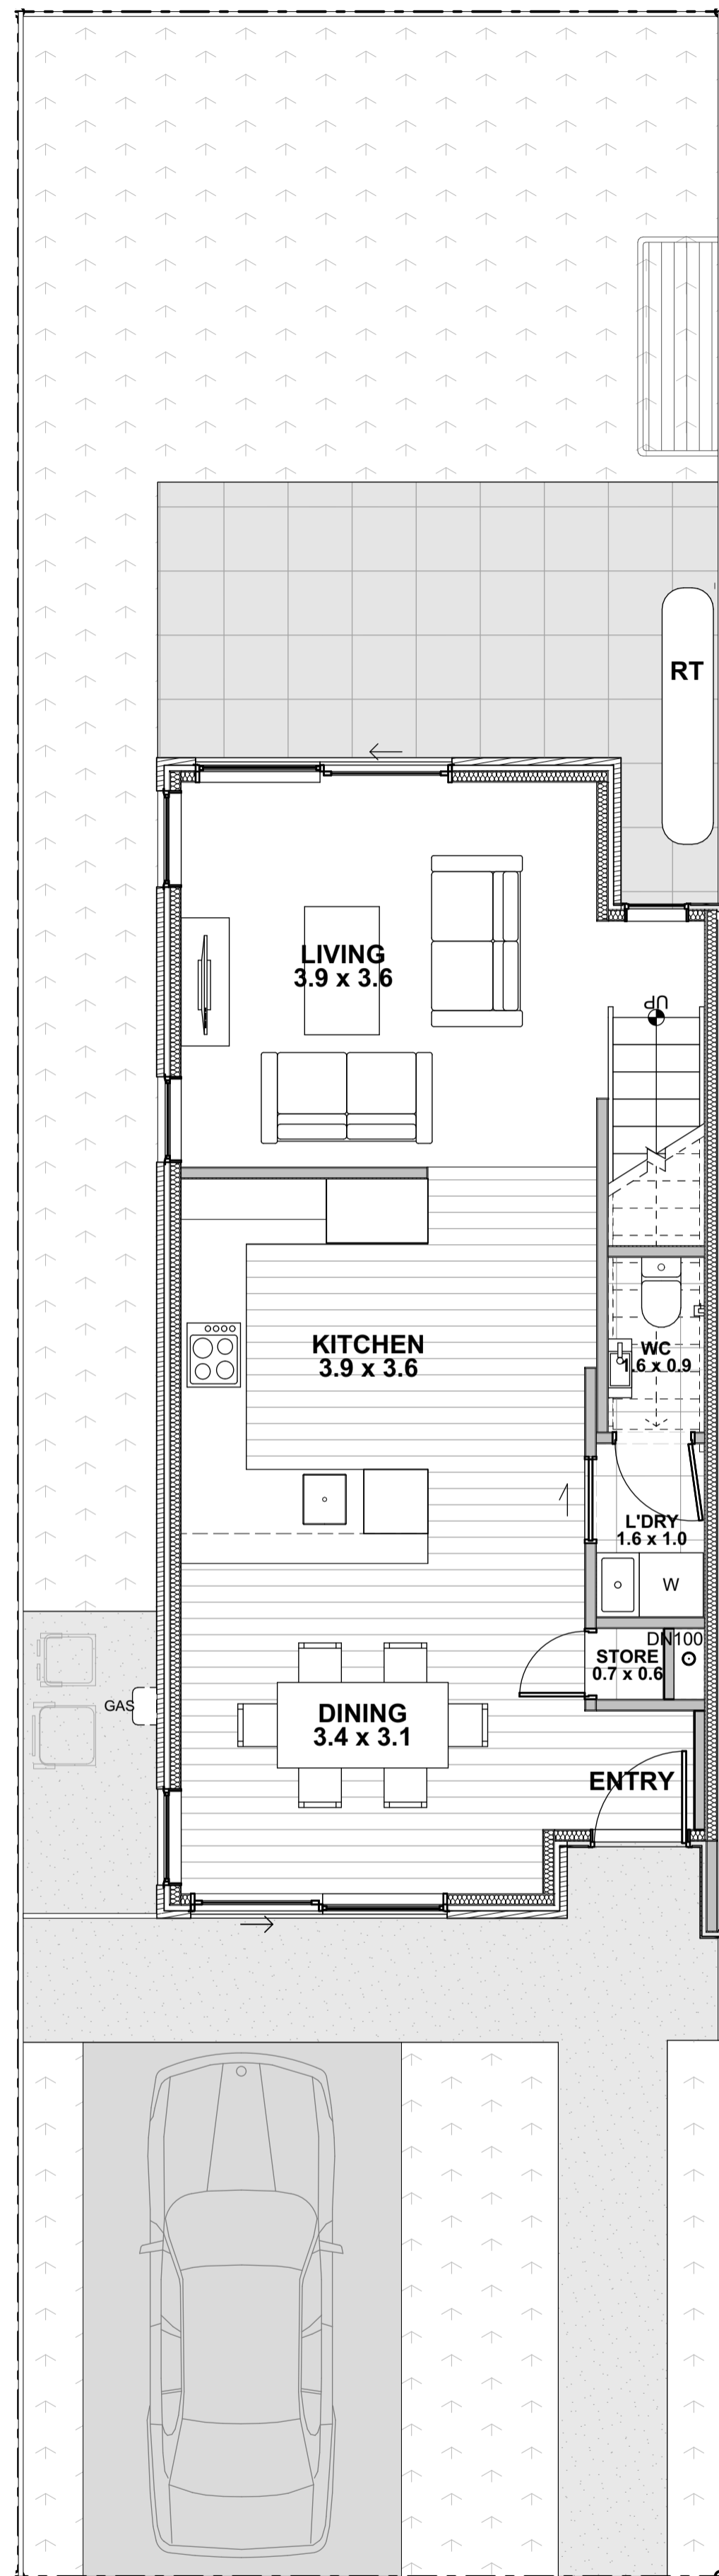 RT
LIVING
3.9 x 3.6
UP
KITCHEN
3.9 x 3.6
WC
1.6 x 0.9
L'DRY
1.6 x 1.0
W
DN100
STORE
0.7 x 0.6
GAS
DINING
3.4 x 3.1
ENTRY